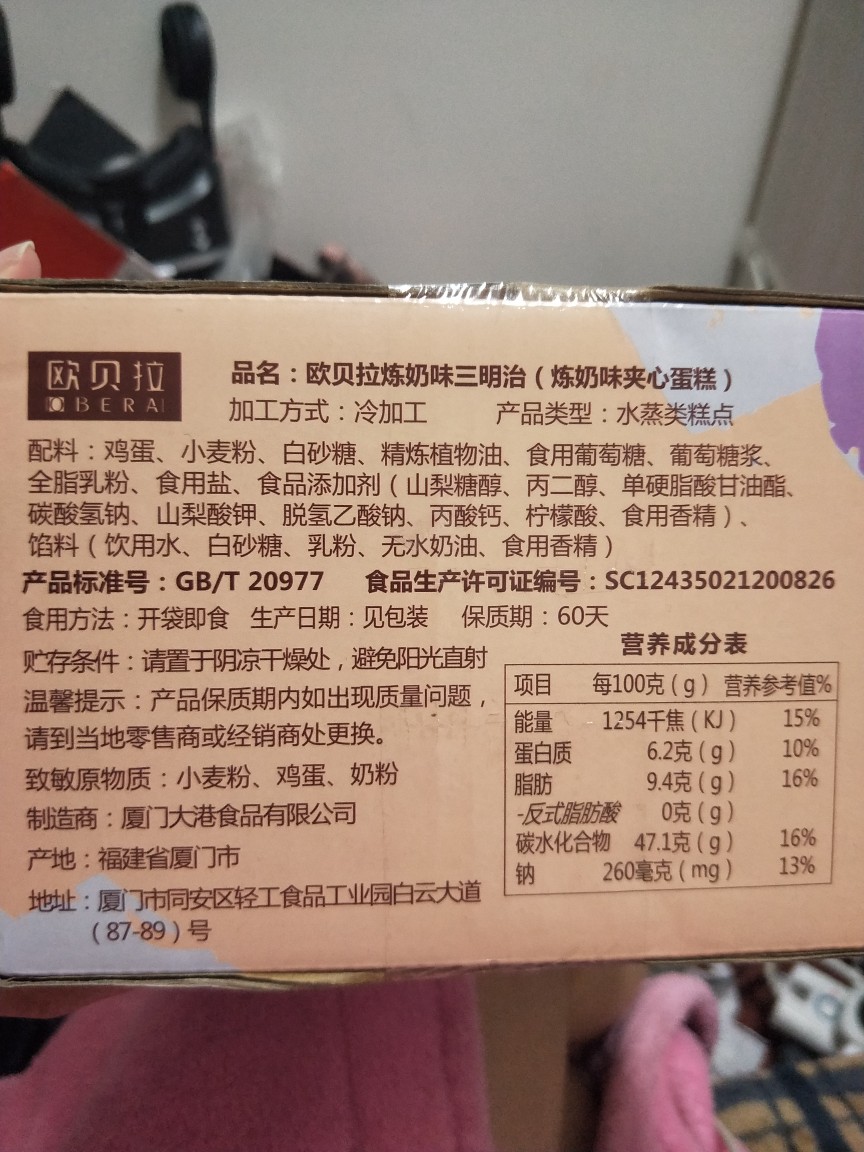 欧贝拉
OBERA
品名：欧贝拉炼奶味三明治（炼奶味夹心蛋糕）
加工方式：冷加工 产品类型：水蒸类糕点
配料：鸡蛋、小麦粉、白砂糖、精炼植物油、食用葡萄糖、葡萄糖浆、
全脂乳粉、食用盐、食品添加剂（山梨糖醇、丙二醇、单硬脂酸甘油酯、
碳酸氢钠、山梨酸钾、脱氢乙酸钠、丙酸钙、柠檬酸、食用香精）、
馅料（饮用水、白砂糖、乳粉、无水奶油、食用香精）
产品标准号：GB/T 20977 食品生产许可证编号：SC12435021200826
食用方法：开袋即食 生产日期：见包装 保质期：60天
贮存条件：请置于阴凉干燥处，避免阳光直射
温馨提示：产品保质期内如出现质量问题，
请到当地零售商或经销商处更换。
致敏原物质：小麦粉、鸡蛋、奶粉
制造商：厦门大港食品有限公司
产地：福建省厦门市
地址：厦门市同安区轻工食品工业园白云大道
（87-89）号
营养成分表
项目 每100克（g） 营养参考值%
能量 1254千焦（KJ） 15%
蛋白质 6.2克（g） 10%
脂肪 9.4克（g） 16%
-反式脂肪酸 0克（g）
碳水化合物 47.1克（g） 16%
钠 260毫克（mg） 13%